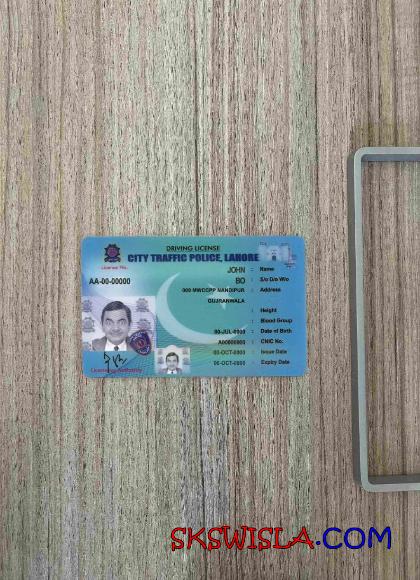 DRIVING LICENSE
CITY TRAFFIC POLICE, LAHORE
License No.
AA-00-00000
JOHN : Name
BO : S/o D/o W/o
000 MWCGPP NANDIPUR : Address
GUJRANWALA
: Height
: Blood Group
00-JUL-0000 : Date of Birth
A00000000 : CNIC No.
00-OCT-0000 : Issue Date
00-OCT-0000 : Expiry Date
Licensing Authority
SKSWISLA.COM